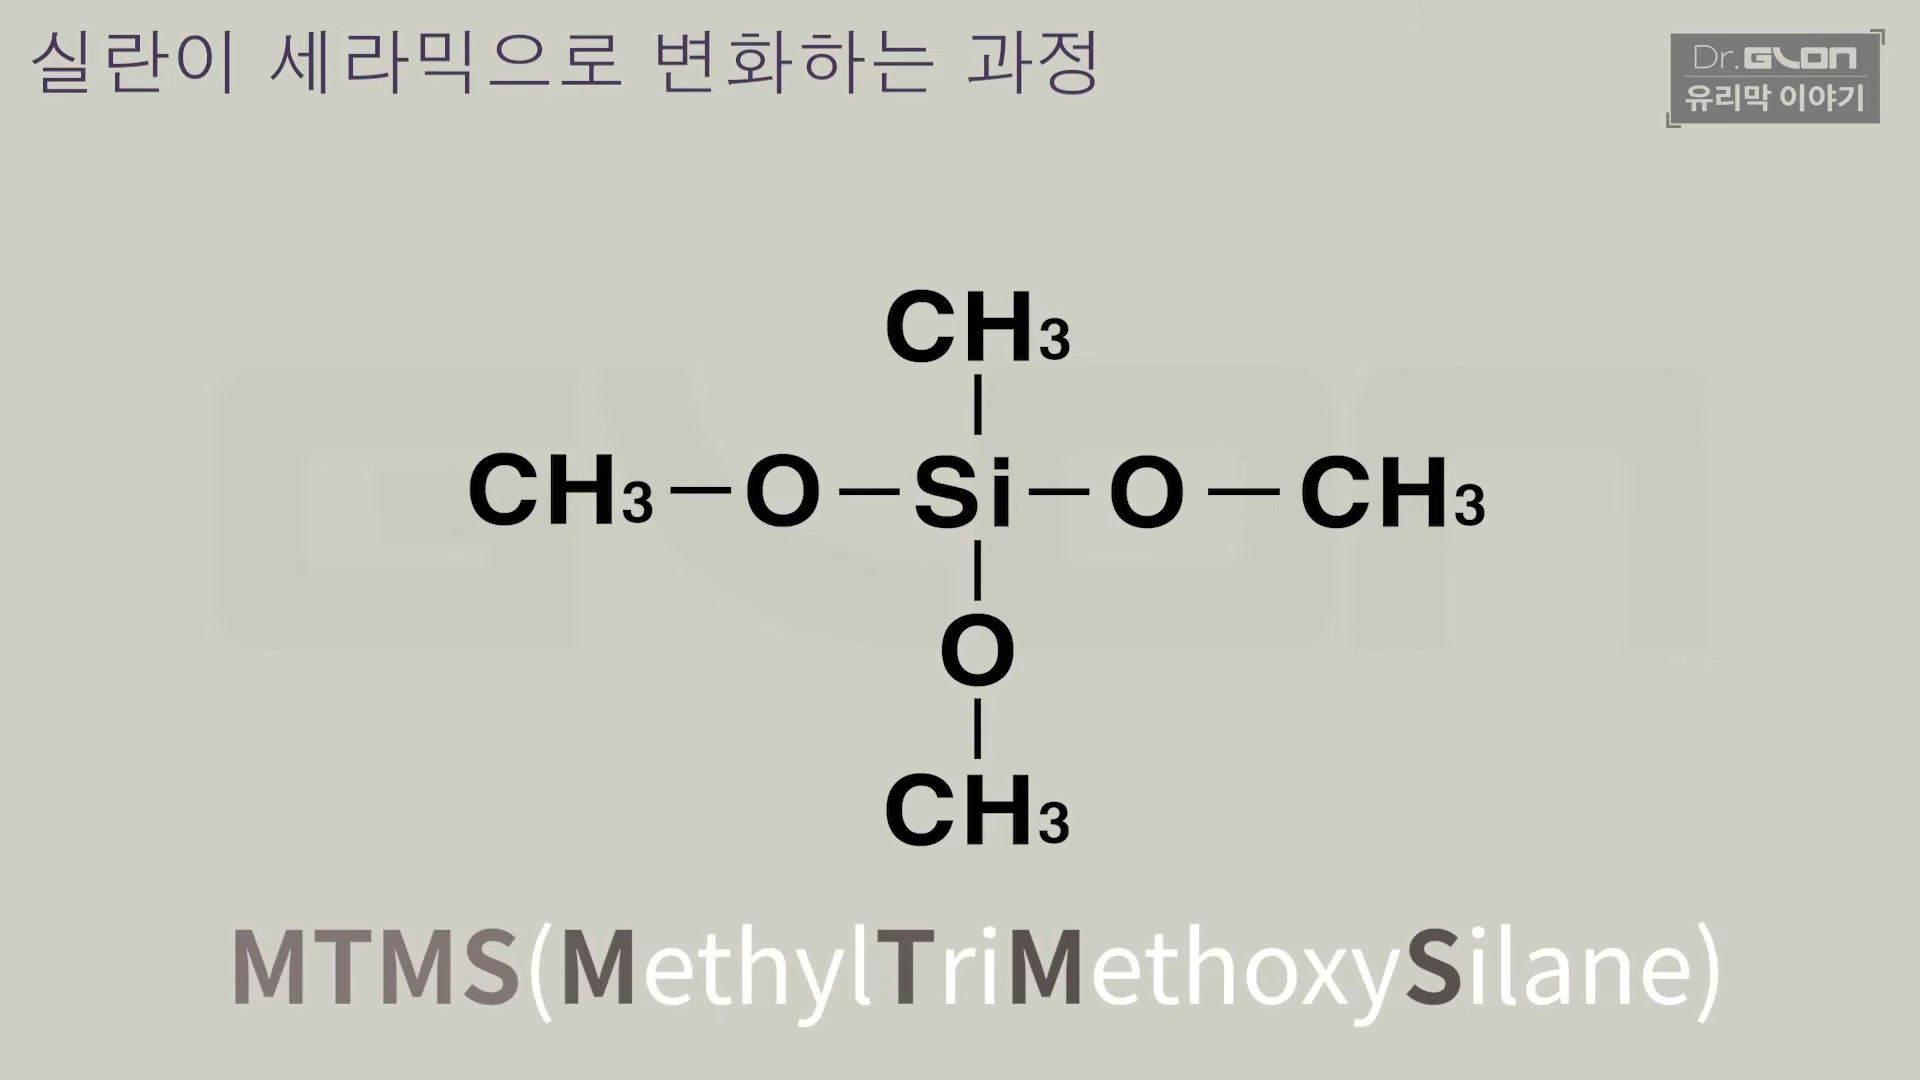 실란이 세라믹으로 변화하는 과정
Dr. GLON
유리막 이야기
CH3
CH3 — O — Si — O — CH3
O
CH3
MTMS(MethylTriMethoxySilane)